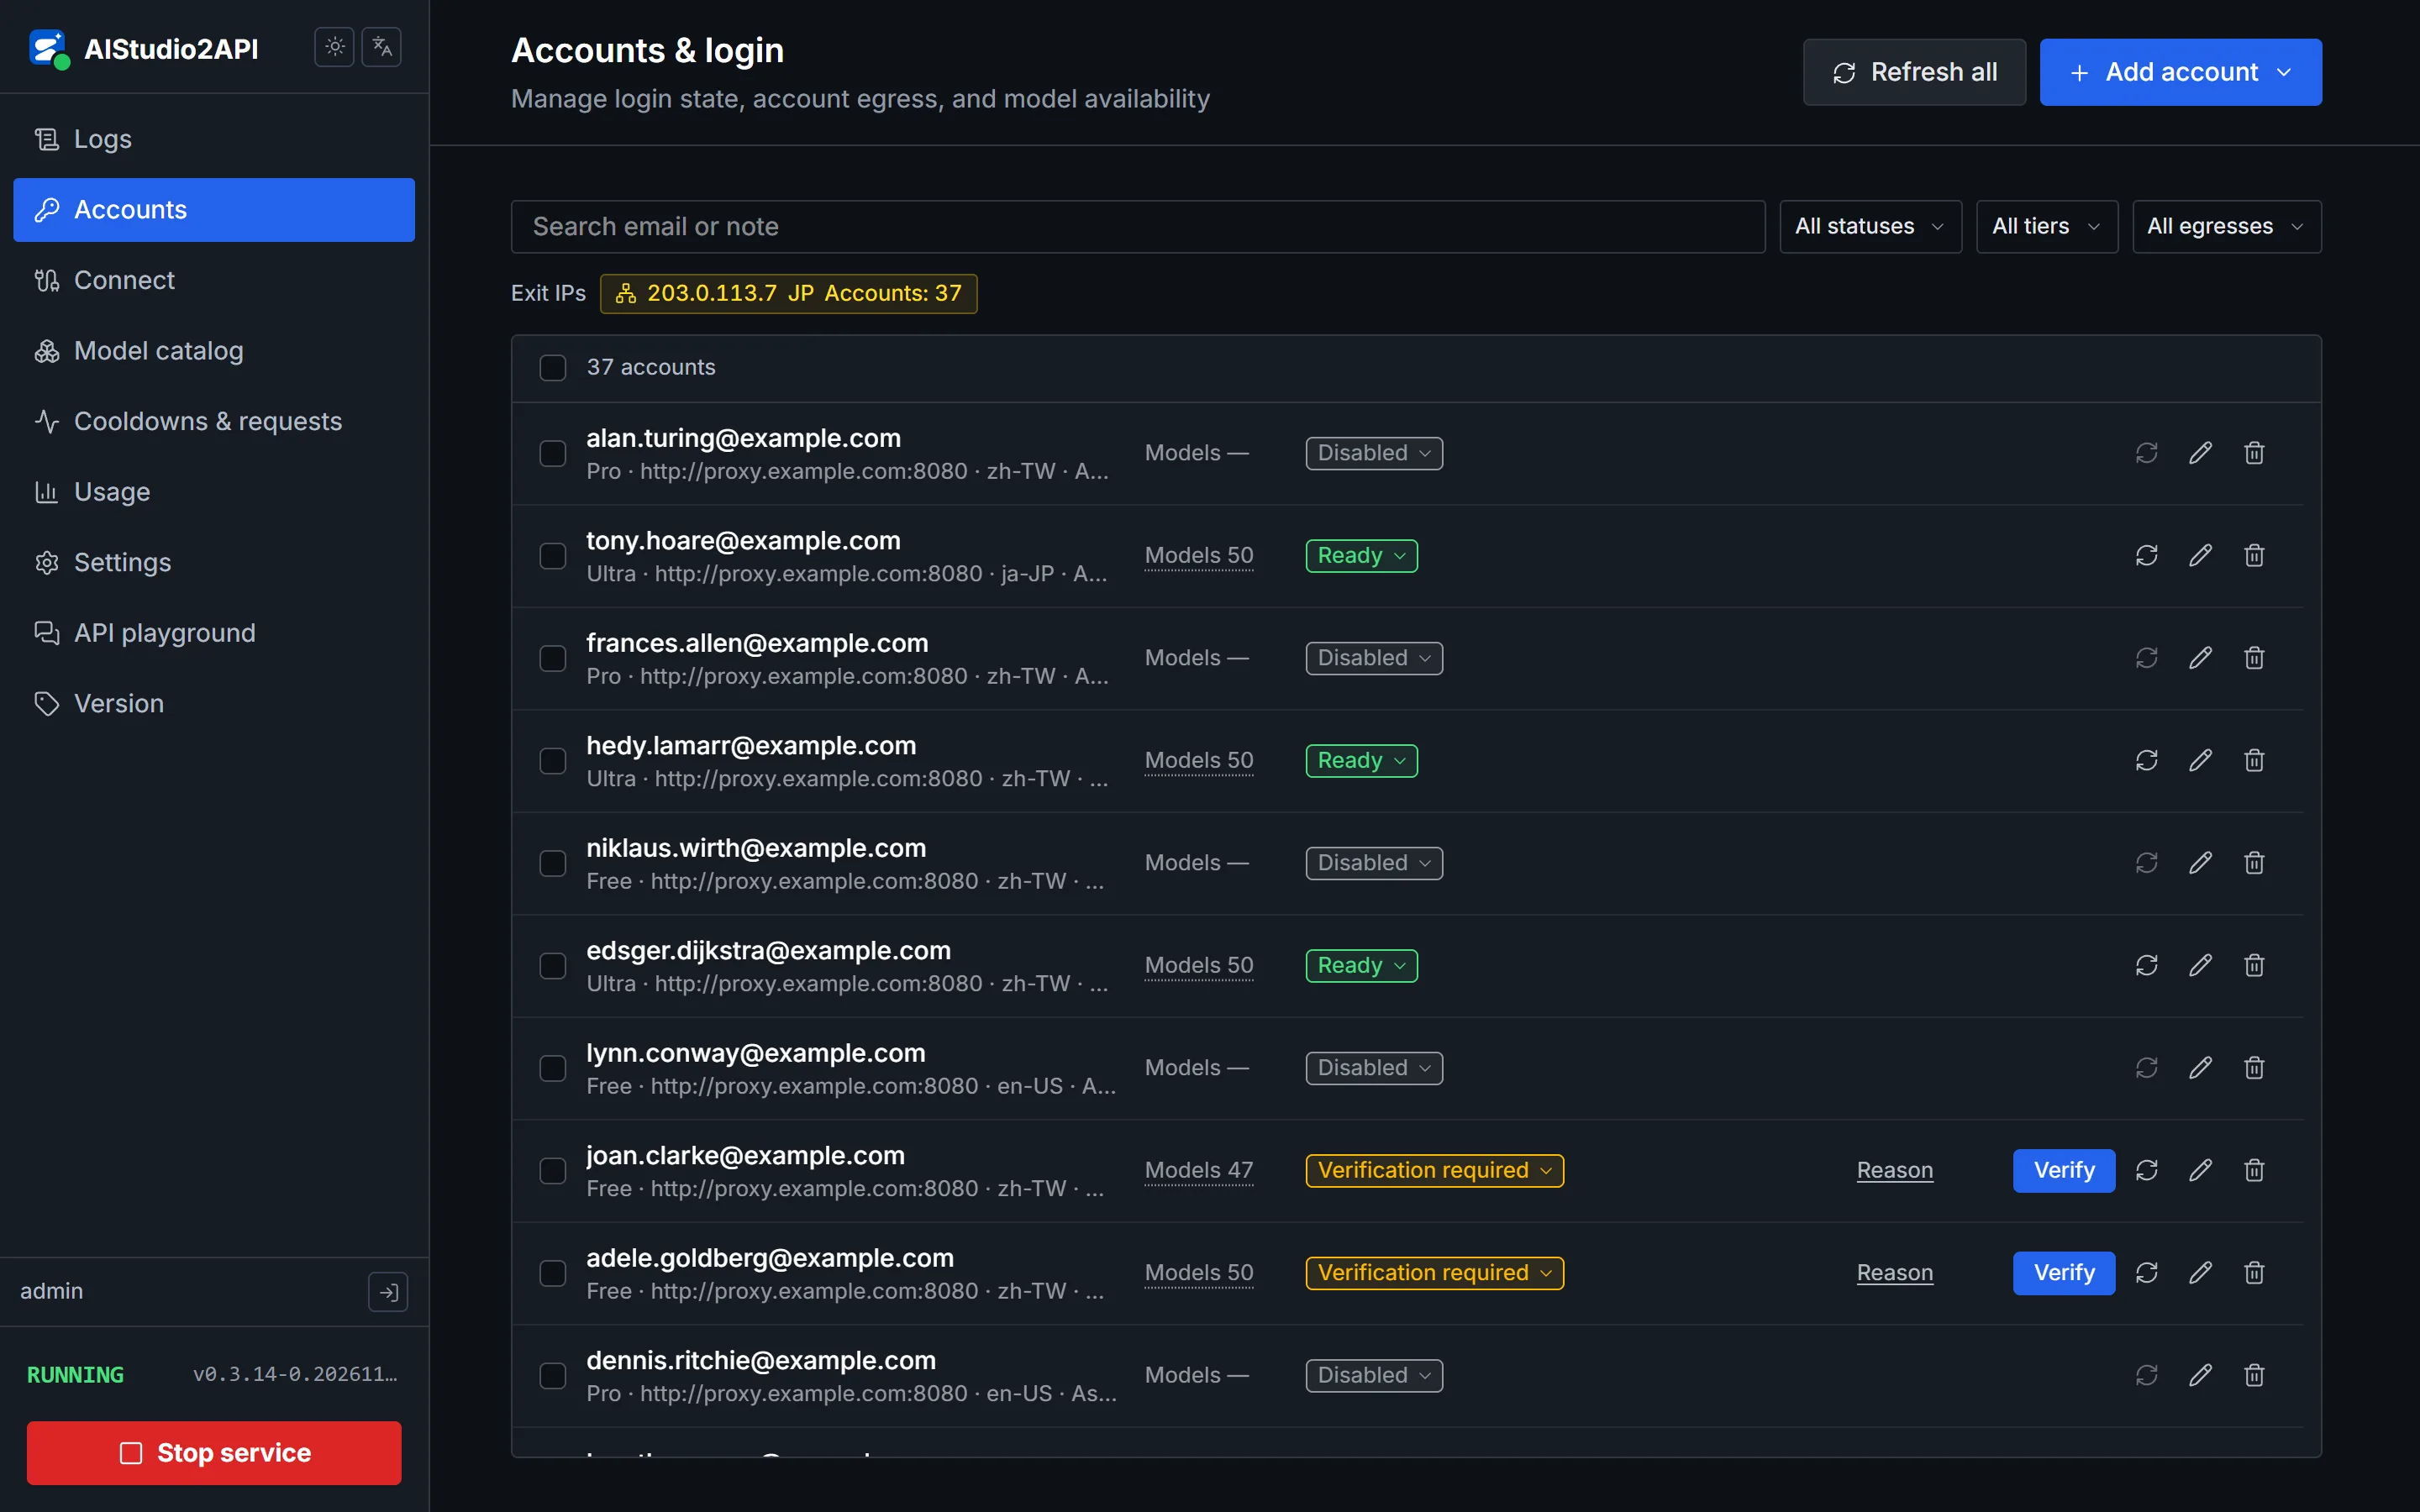 AIStudio2API
Logs
Accounts
Connect
Model catalog
Cooldowns & requests
Usage
Settings
API playground
Version
admin
RUNNING v0.3.14-0.202611...
Stop service
Accounts & login
Manage login state, account egress, and model availability
Refresh all
Add account
Search email or note
All statuses
All tiers
All egresses
Exit IPs 203.0.113.7 JP Accounts: 37
37 accounts
alan.turing@example.com
Pro · http://proxy.example.com:8080 · zh-TW · A...
Models —
Disabled
tony.hoare@example.com
Ultra · http://proxy.example.com:8080 · ja-JP · A...
Models 50
Ready
frances.allen@example.com
Pro · http://proxy.example.com:8080 · zh-TW · A...
Models —
Disabled
hedy.lamarr@example.com
Ultra · http://proxy.example.com:8080 · zh-TW · ...
Models 50
Ready
niklaus.wirth@example.com
Free · http://proxy.example.com:8080 · zh-TW · ...
Models —
Disabled
edsger.dijkstra@example.com
Ultra · http://proxy.example.com:8080 · zh-TW · ...
Models 50
Ready
lynn.conway@example.com
Free · http://proxy.example.com:8080 · en-US · A...
Models —
Disabled
joan.clarke@example.com
Free · http://proxy.example.com:8080 · zh-TW · ...
Models 47
Verification required
Reason
Verify
adele.goldberg@example.com
Free · http://proxy.example.com:8080 · zh-TW · ...
Models 50
Verification required
Reason
Verify
dennis.ritchie@example.com
Pro · http://proxy.example.com:8080 · en-US · As...
Models —
Disabled